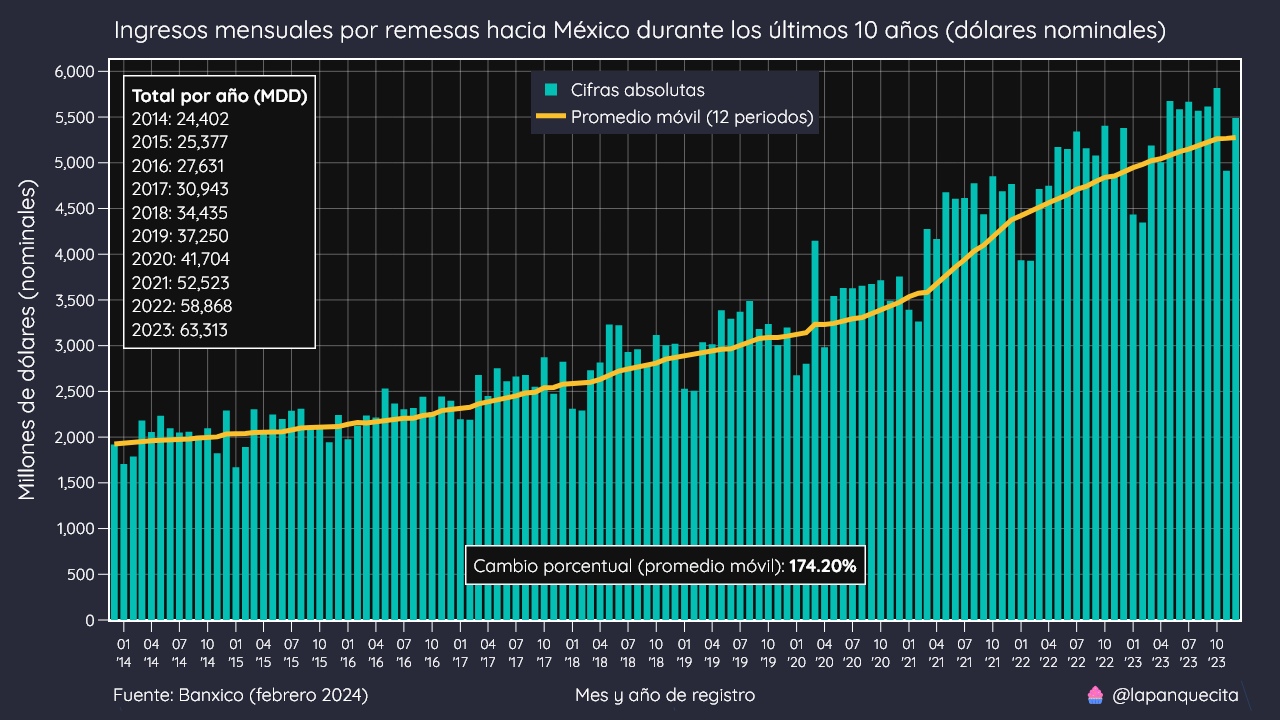 Ingresos mensuales por remesas hacia México durante los últimos 10 años (dólares nominales)
Millones de dólares (nominales)
6,000
5,500
5,000
4,500
4,000
3,500
3,000
2,500
2,000
1,500
1,000
500
0
Total por año (MDD)
2014: 24,402
2015: 25,377
2016: 27,631
2017: 30,943
2018: 34,435
2019: 37,250
2020: 41,704
2021: 52,523
2022: 58,868
2023: 63,313
Cifras absolutas
Promedio móvil (12 periodos)
Cambio porcentual (promedio móvil): 174.20%
01 04 07 10 01 04 07 10 01 04 07 10 01 04 07 10 01 04 07 10 01 04 07 10 01 04 07 10 01 04 07 10 01 04 07 10 01 04 07 10
'14 '14 '14 '14 '15 '15 '15 '15 '16 '16 '16 '16 '17 '17 '17 '17 '18 '18 '18 '18 '19 '19 '19 '19 '20 '20 '20 '20 '21 '21 '21 '21 '22 '22 '22 '22 '23 '23 '23 '23
Fuente: Banxico (febrero 2024)
Mes y año de registro
@lapanquecita